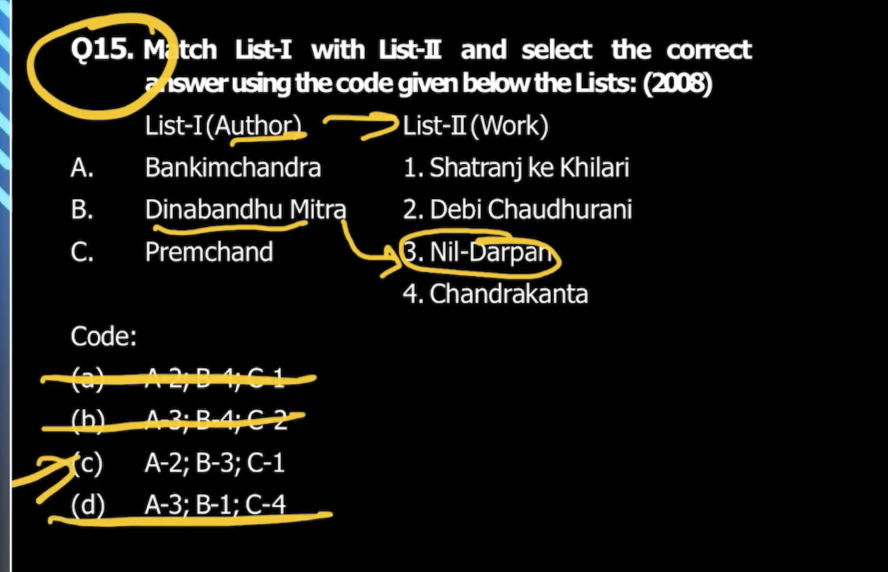 Q15. Match List-I with List-II and select the correct
answer using the code given below the Lists: (2008)
List-I (Author) List-II (Work)
A. Bankimchandra 1. Shatranj ke Khilari
B. Dinabandhu Mitra 2. Debi Chaudhurani
C. Premchand 3. Nil-Darpan
4. Chandrakanta
Code:
(a) A-2; B-4; C-1
(b) A-3; B-4; C-2
(c) A-2; B-3; C-1
(d) A-3; B-1; C-4